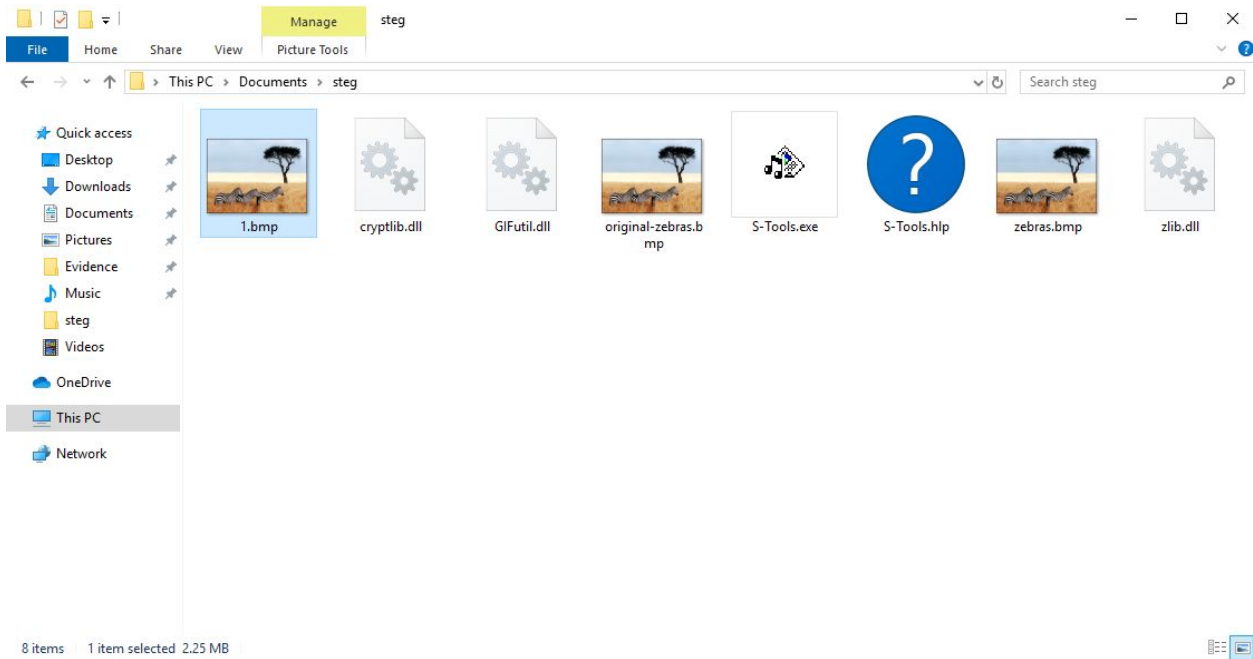 Manage steg
File Home Share View Picture Tools
This PC > Documents > steg
Search steg
Quick access
Desktop
Downloads
Documents
Pictures
Evidence
Music
steg
Videos
OneDrive
This PC
Network
1.bmp
cryptlib.dll
GIFutil.dll
original-zebras.b
mp
S-Tools.exe
?
S-Tools.hlp
zebras.bmp
zlib.dll
8 items 1 item selected 2.25 MB